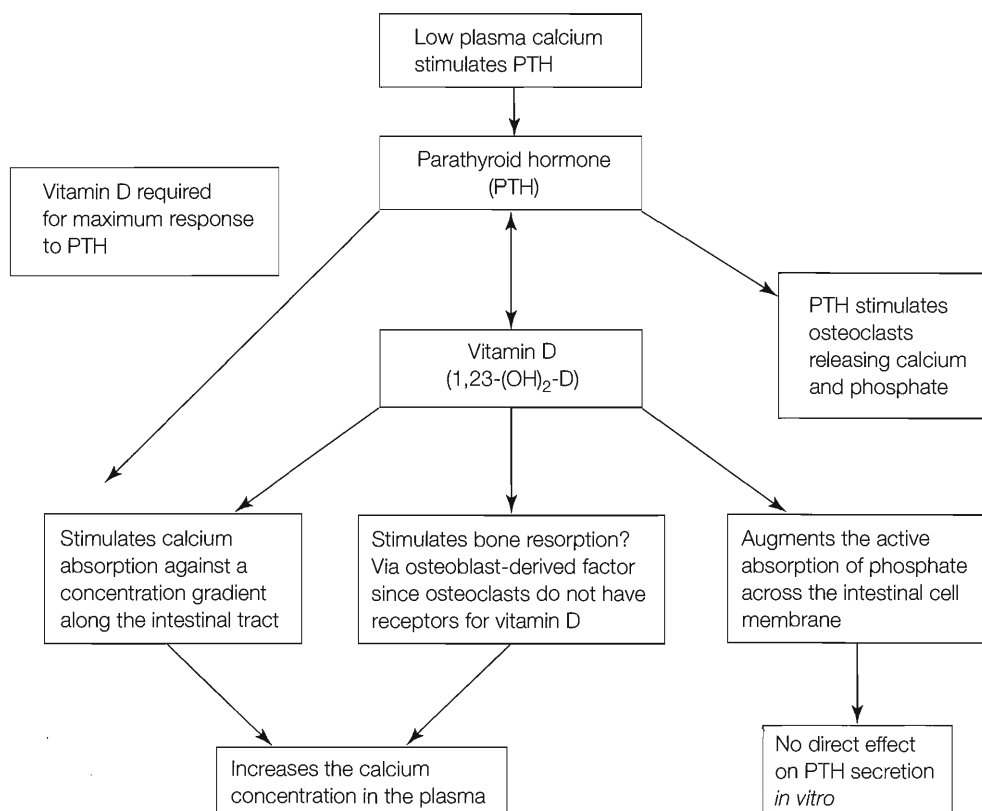 Low plasma calcium
stimulates PTH
Parathyroid hormone
(PTH)
Vitamin D required
for maximum response
to PTH
PTH stimulates
osteoclasts
releasing calcium
and phosphate
Vitamin D
(1,23-(OH)₂-D)
Stimulates calcium
absorption against a
concentration gradient
along the intestinal tract
Stimulates bone resorption?
Via osteoblast-derived factor
since osteoclasts do not have
receptors for vitamin D
Augments the active
absorption of phosphate
across the intestinal cell
membrane
Increases the calcium
concentration in the plasma
No direct effect
on PTH secretion
in vitro